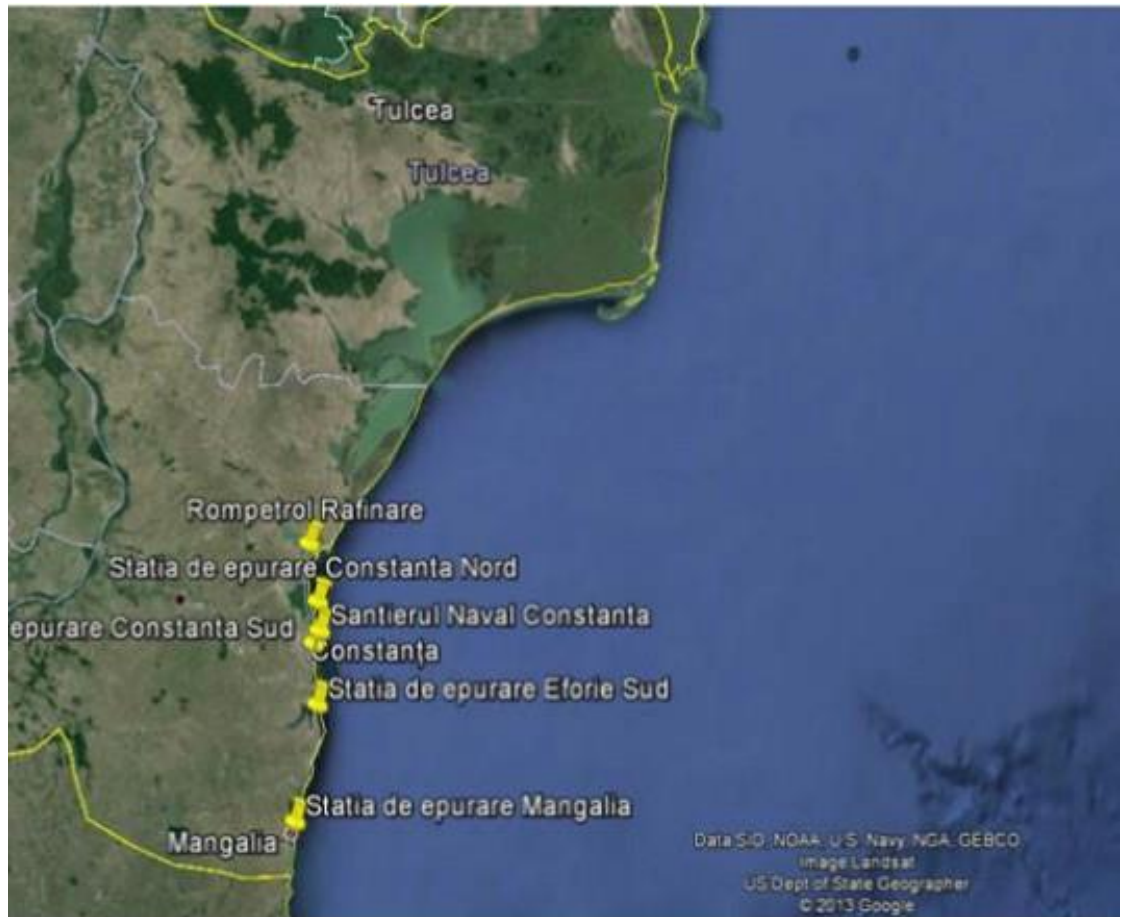 Tulcea
Tulcea
Rompetrol Rafinare
Statia de epurare Constanta Nord
Santierul Naval Constanta
epurare Constanta Sud
Constanţa
Statia de epurare Eforie Sud
Statia de epurare Mangalia
Mangalia
Data SIO, NOAA, U.S. Navy, NGA, GEBCO
Image Landsat
US Dept of State Geographer
© 2013 Google